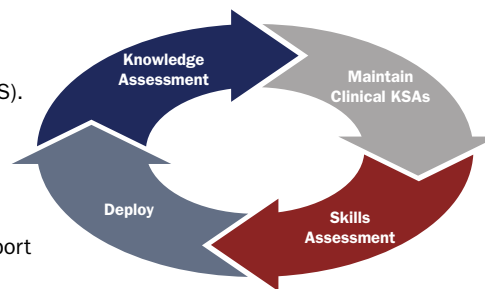 Knowledge
Assessment
Maintain
Clinical KSAs
S).
Deploy
Skills
Assessment
port